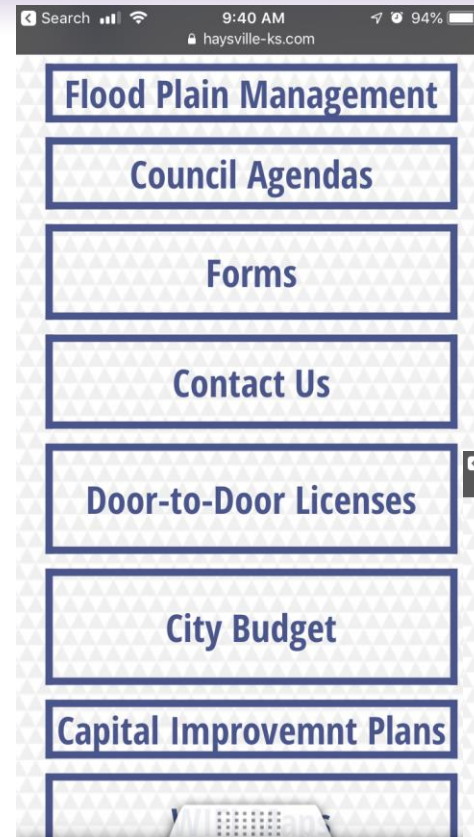 Search 9:40 AM 94%
haysville-ks.com
Flood Plain Management
Council Agendas
Forms
Contact Us
Door-to-Door Licenses
City Budget
Capital Improvemnt Plans